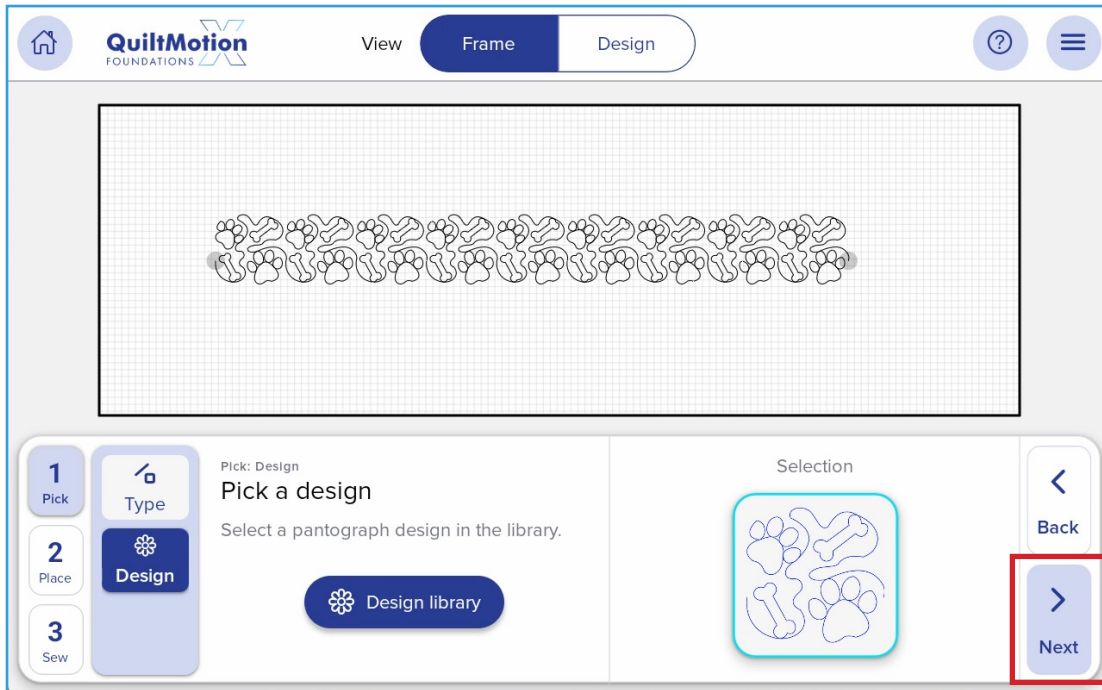 QuiltMotion X
FOUNDATIONS
View
Frame
Design
?
1
Pick
2
Place
3
Sew
Type
Design
Pick: Design
Pick a design
Select a pantograph design in the library.
Design library
Selection
Back
Next